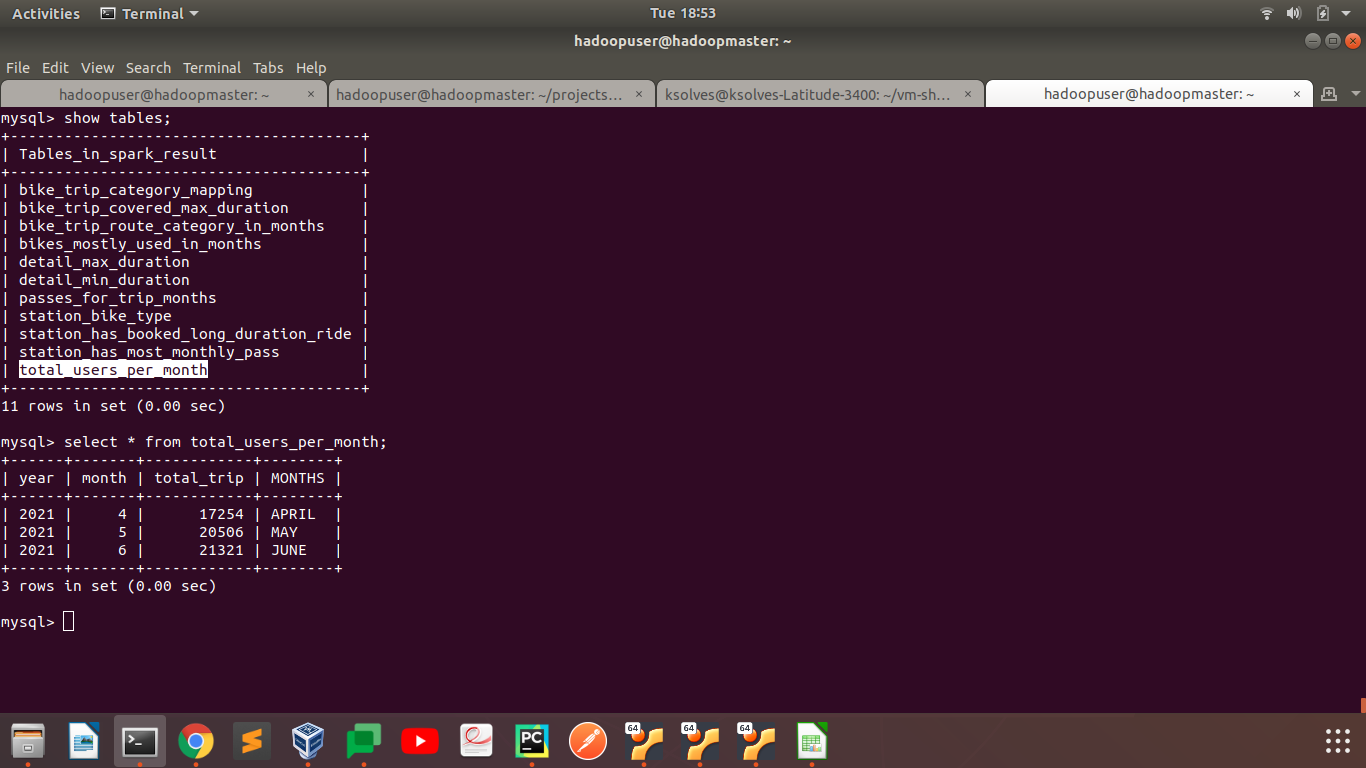 Activities Terminal Tue 18:53
hadoopuser@hadoopmaster: ~
File Edit View Search Terminal Tabs Help
hadoopuser@hadoopmaster: ~ × hadoopuser@hadoopmaster: ~/projects... × ksolves@ksolves-Latitude-3400: ~/vm-sh... × hadoopuser@hadoopmaster: ~ ×
mysql> show tables;
+---------------------------------------+
| Tables_in_spark_result                |
+---------------------------------------+
| bike_trip_category_mapping            |
| bike_trip_covered_max_duration        |
| bike_trip_route_category_in_months    |
| bikes_mostly_used_in_months           |
| detail_max_duration                   |
| detail_min_duration                   |
| passes_for_trip_months                |
| station_bike_type                     |
| station_has_booked_long_duration_ride |
| station_has_most_monthly_pass         |
| total_users_per_month                 |
+---------------------------------------+
11 rows in set (0.00 sec)
mysql> select * from total_users_per_month;
+------+-------+------------+--------+
| year | month | total_trip | MONTHS |
+------+-------+------------+--------+
| 2021 |     4 |      17254 | APRIL  |
| 2021 |     5 |      20506 | MAY    |
| 2021 |     6 |      21321 | JUNE   |
+------+-------+------------+--------+
3 rows in set (0.00 sec)
mysql>
PC 64 64 64